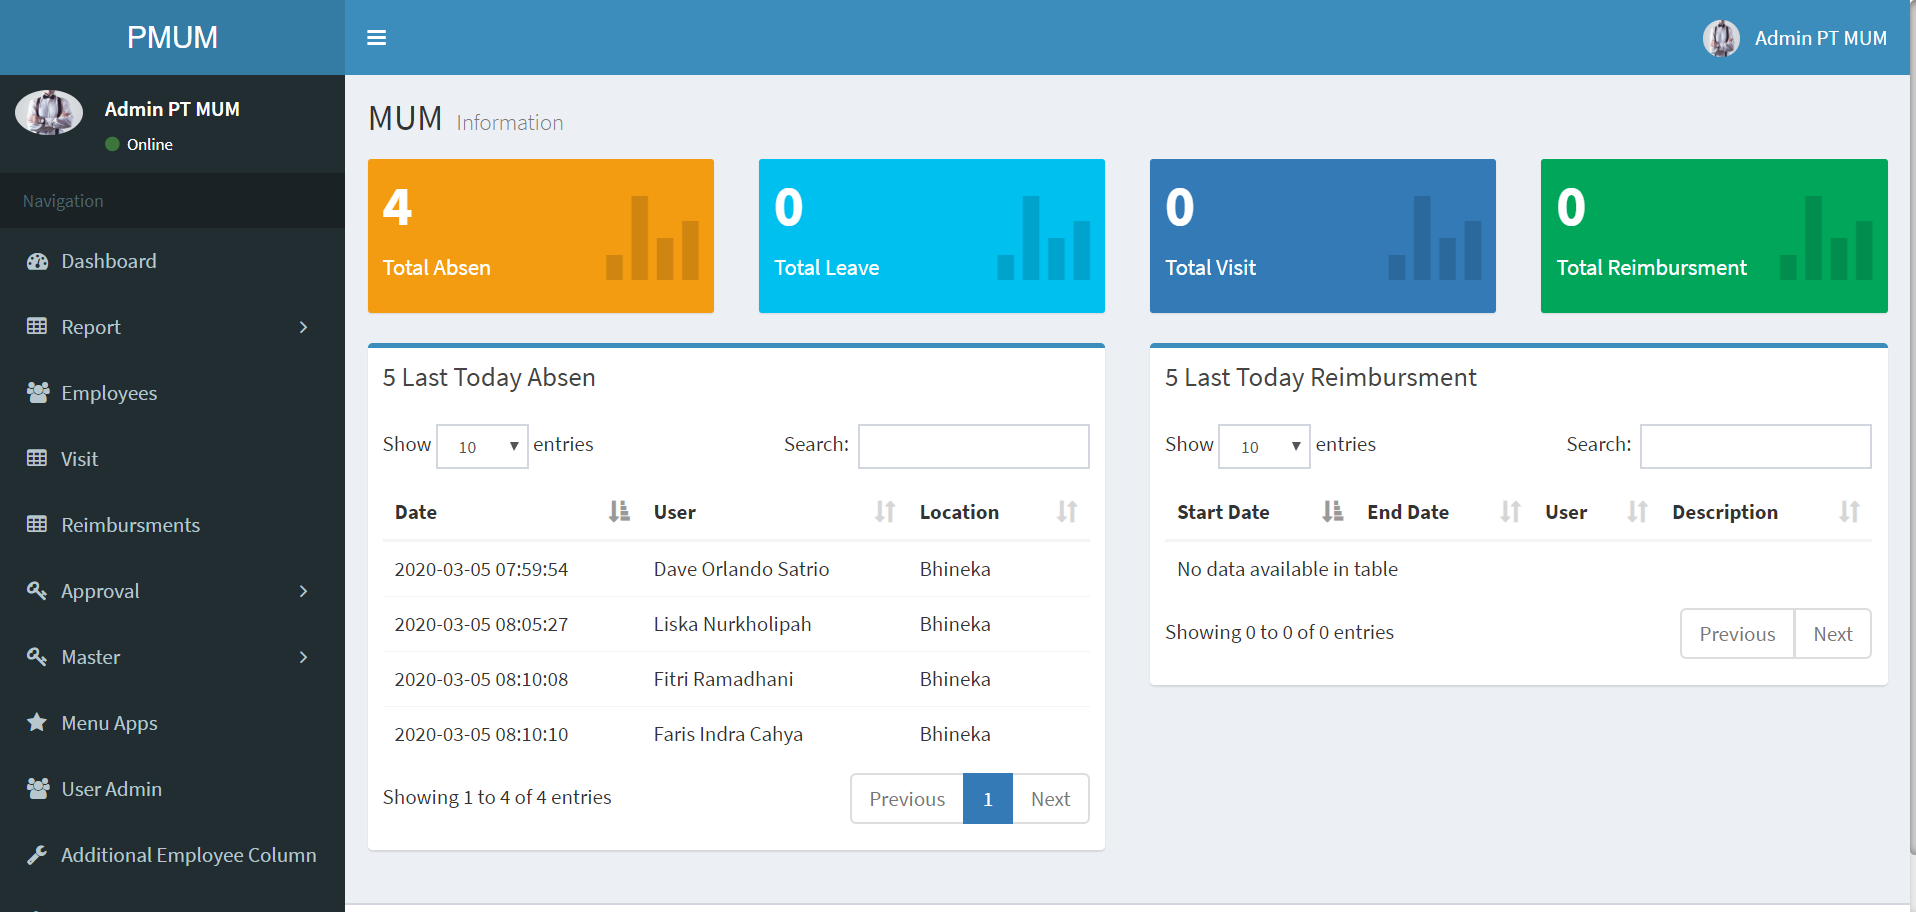 PMUM
Admin PT MUM
Admin PT MUM
Online
Navigation
Dashboard
Report
Employees
Visit
Reimbursments
Approval
Master
Menu Apps
User Admin
Additional Employee Column
MUM Information
4
Total Absen
0
Total Leave
0
Total Visit
0
Total Reimbursment
5 Last Today Absen
Show 10 entries Search:
Date User Location
2020-03-05 07:59:54 Dave Orlando Satrio Bhineka
2020-03-05 08:05:27 Liska Nurkholipah Bhineka
2020-03-05 08:10:08 Fitri Ramadhani Bhineka
2020-03-05 08:10:10 Faris Indra Cahya Bhineka
Showing 1 to 4 of 4 entries Previous 1 Next
5 Last Today Reimbursment
Show 10 entries Search:
Start Date End Date User Description
No data available in table
Showing 0 to 0 of 0 entries Previous Next